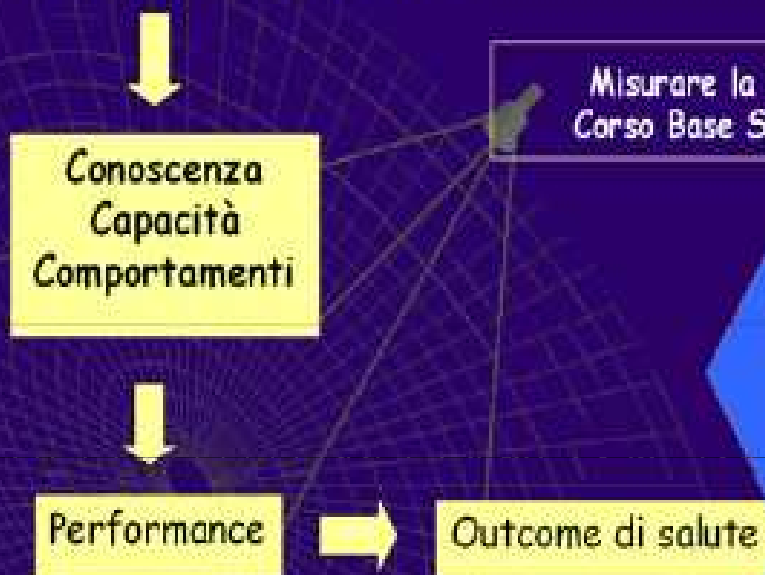 Misurare la
Corso Base S
Conoscenza
Capacità
Comportamenti
Performance
Outcome di salute